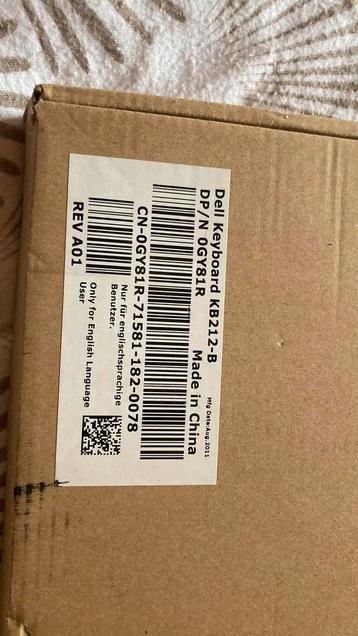 Dell Keyboard KB212-B
Mfg Date:Aug.2011
DP/N 0GY81R
Made in China
CN-0GY81R-71581-182-0078
Nur für englischsprachige
Benutzer.
REV A01
Only for English Language
User